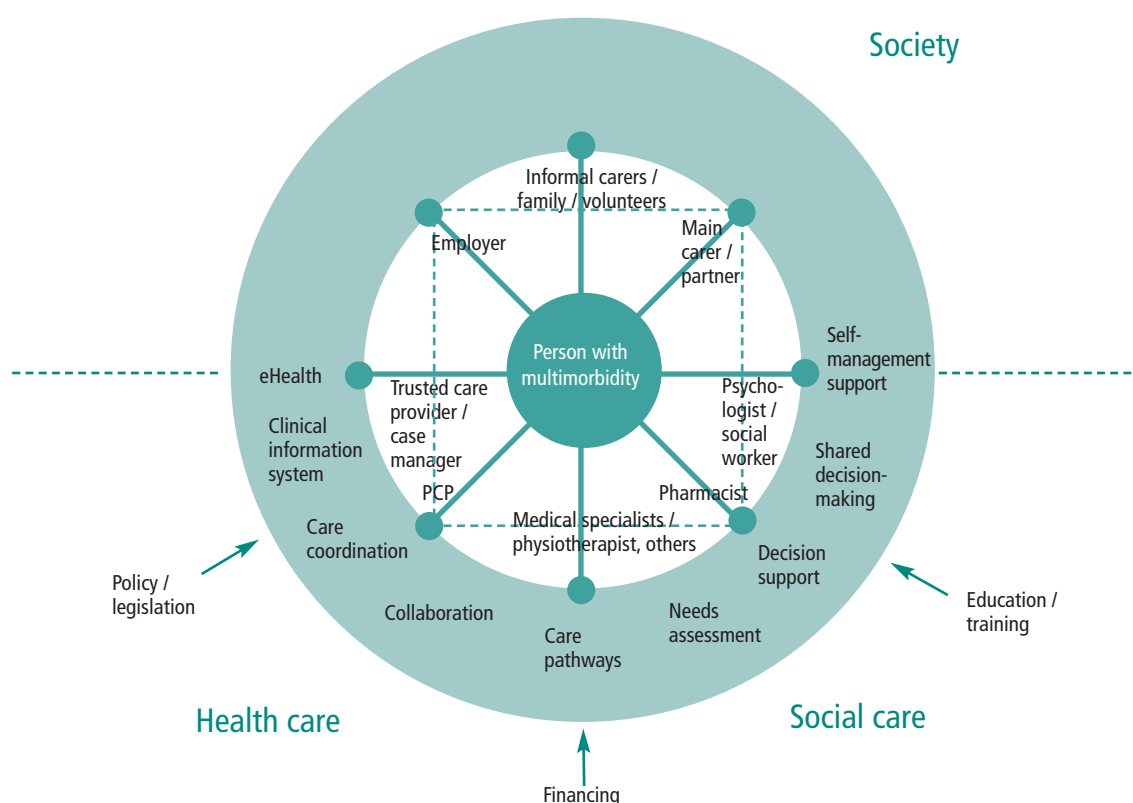 Society
Informal carers /
family / volunteers
Employer
Main
carer /
partner
Person with
multimorbidity
Self-
management
support
eHealth
Trusted care
provider /
case
manager
Psycho-
logist /
social
worker
Clinical
information
system
Shared
decision-
making
PCP
Pharmacist
Medical specialists /
physiotherapist, others
Care
coordination
Decision
support
Policy /
legislation
Collaboration
Needs
assessment
Education /
training
Care
pathways
Health care
Social care
Financing